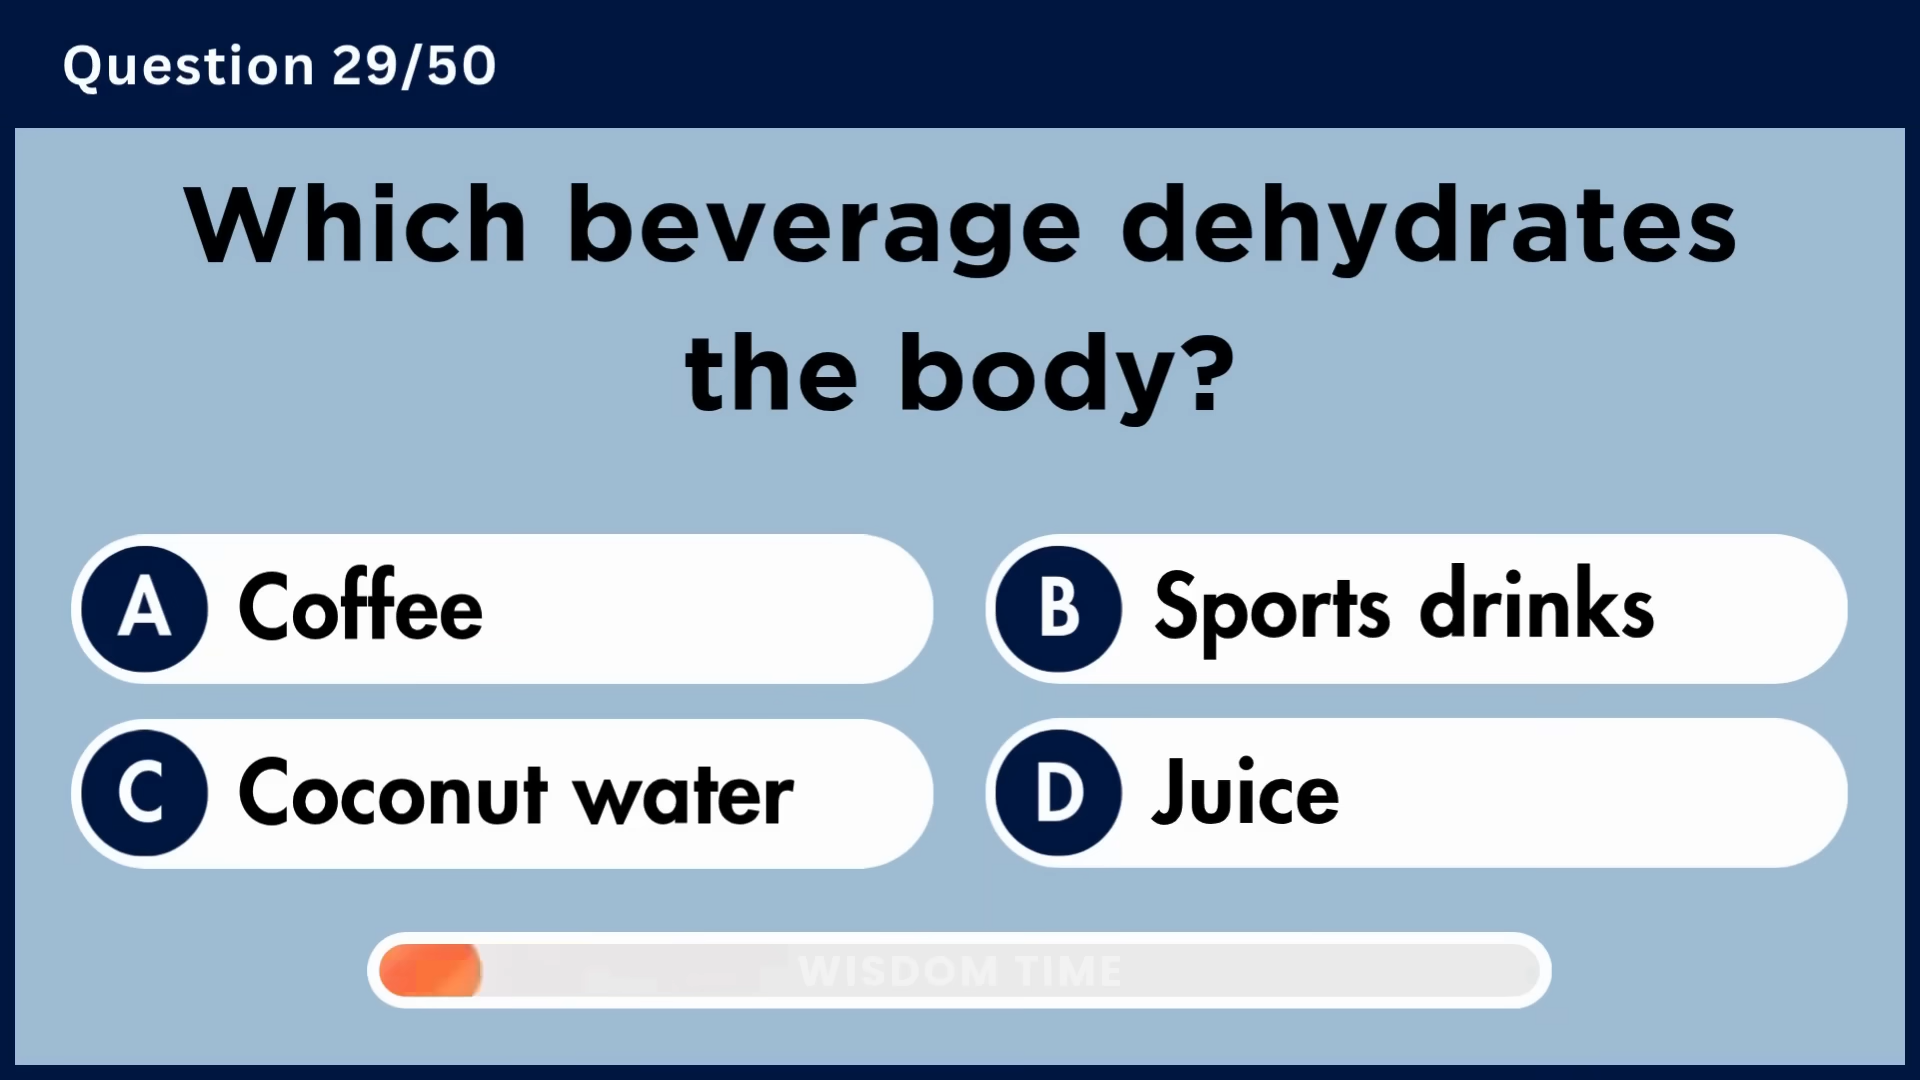 Question 29/50
Which beverage dehydrates
the body?
A Coffee
B Sports drinks
C Coconut water
D Juice
WISDOM TIME